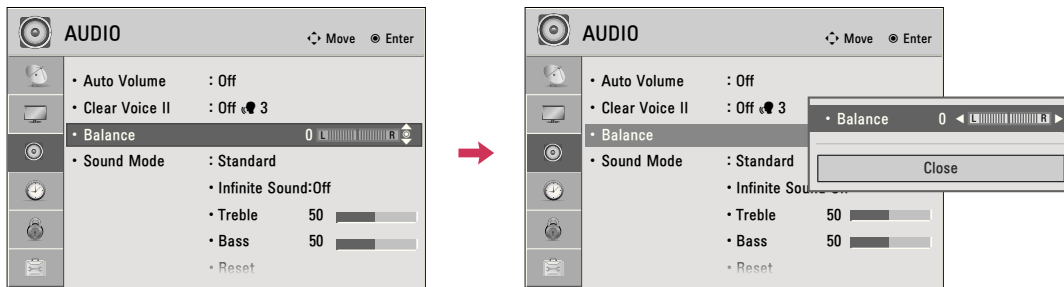 AUDIO
Move Enter
• Auto Volume : Off
• Clear Voice II : Off 3
• Balance 0 L R
• Sound Mode : Standard
• Infinite Sound:Off
• Treble 50
• Bass 50
• Reset
AUDIO
Move Enter
• Auto Volume : Off
• Clear Voice II : Off 3
• Balance
• Sound Mode : Standard
• Infinite Sound:Off
• Treble 50
• Bass 50
• Reset
• Balance 0 L R
Close